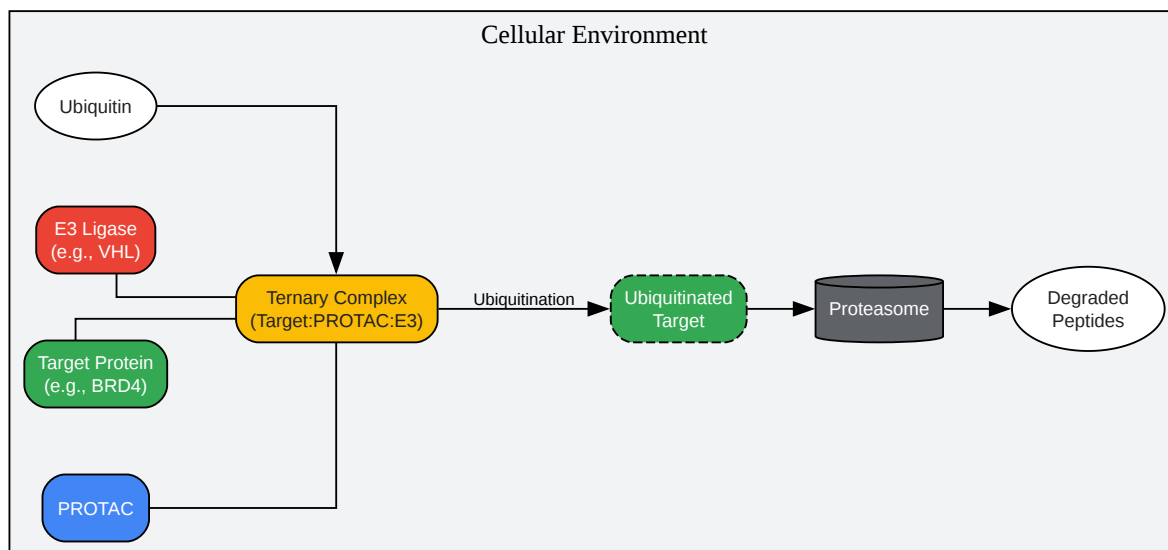 Cellular Environment
Ubiquitin
E3 Ligase
(e.g., VHL)
Target Protein
(e.g., BRD4)
PROTAC
Ternary Complex
(Target:PROTAC:E3)
Ubiquitination
Ubiquitinated
Target
Proteasome
Degraded
Peptides